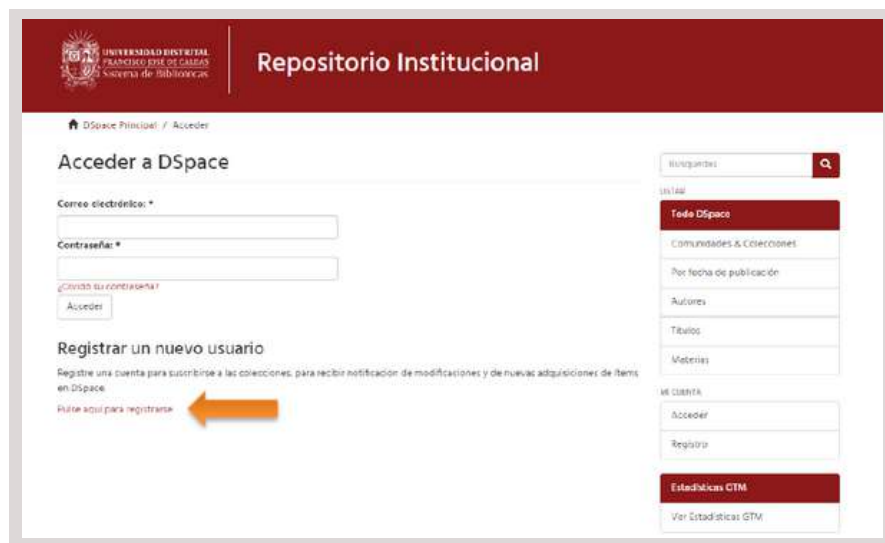 UNIVERSIDAD DISTRITAL
FRANCISCO JOSÉ DE CALDAS
Sistema de Bibliotecas
Repositorio Institucional
DSpace Principal / Acceder
Acceder a DSpace
Correo electrónico: *
Contraseña: *
¿Olvidó su contraseña?
Acceder
Registrar un nuevo usuario
Registre una cuenta para suscribirse a las colecciones, para recibir notificación de modificaciones y de nuevas adquisiciones de ítems
en DSpace.
Pulse aquí para registrarse
Búsquedas
LISTAR
Todo DSpace
Comunidades & Colecciones
Por fecha de publicación
Autores
Títulos
Materias
MI CUENTA
Acceder
Registro
Estadísticas GTM
Ver Estadísticas GTM